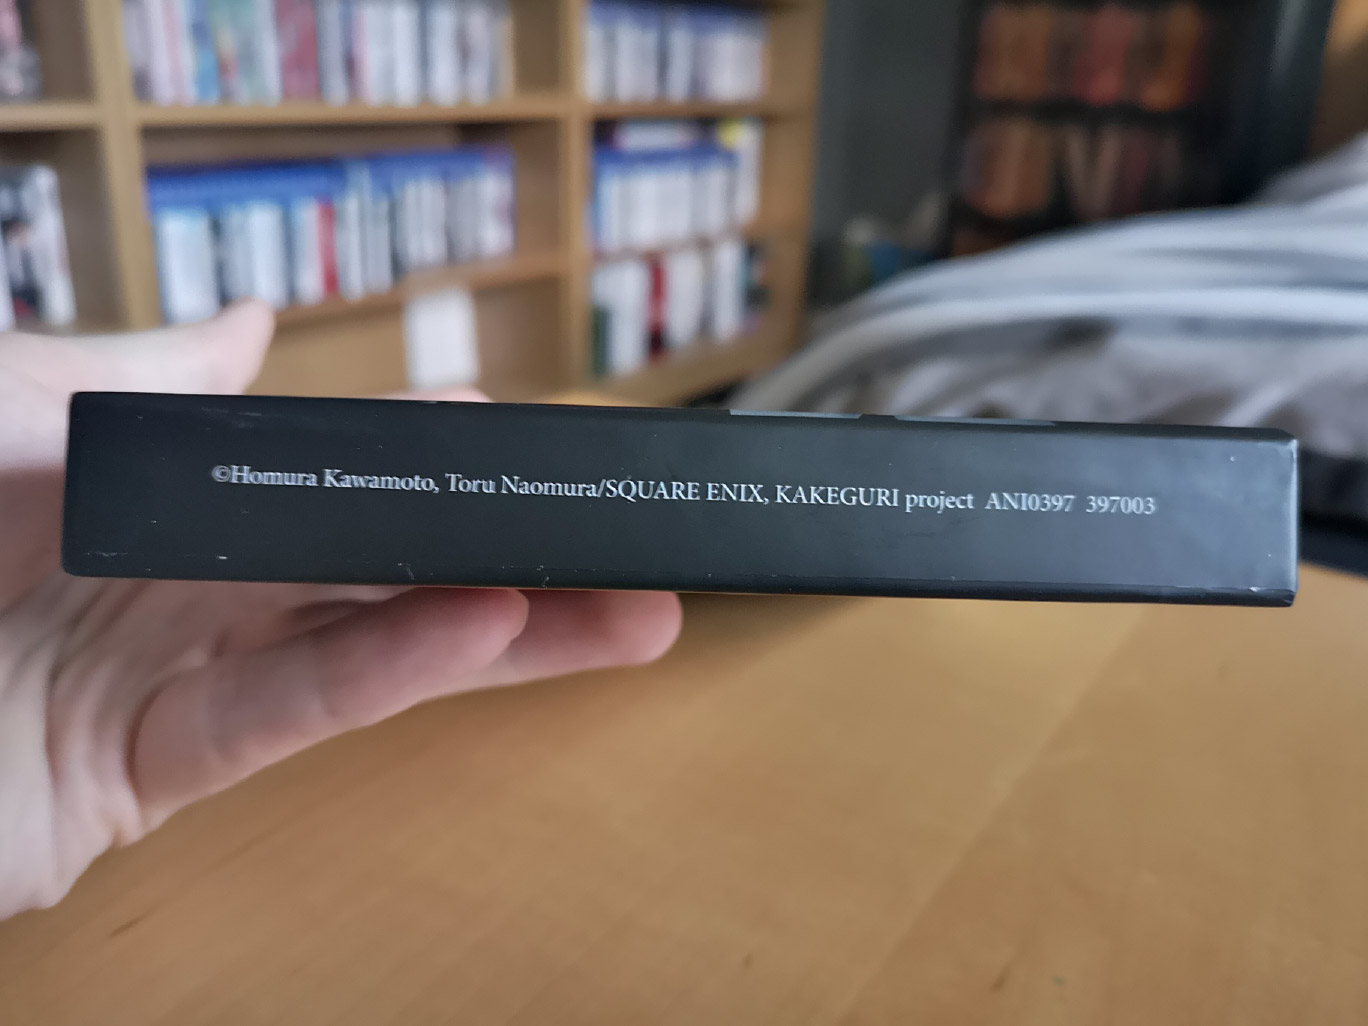 ©Homura Kawamoto, Toru Naomura/SQUARE ENIX, KAKEGURI project ANI0397 397003